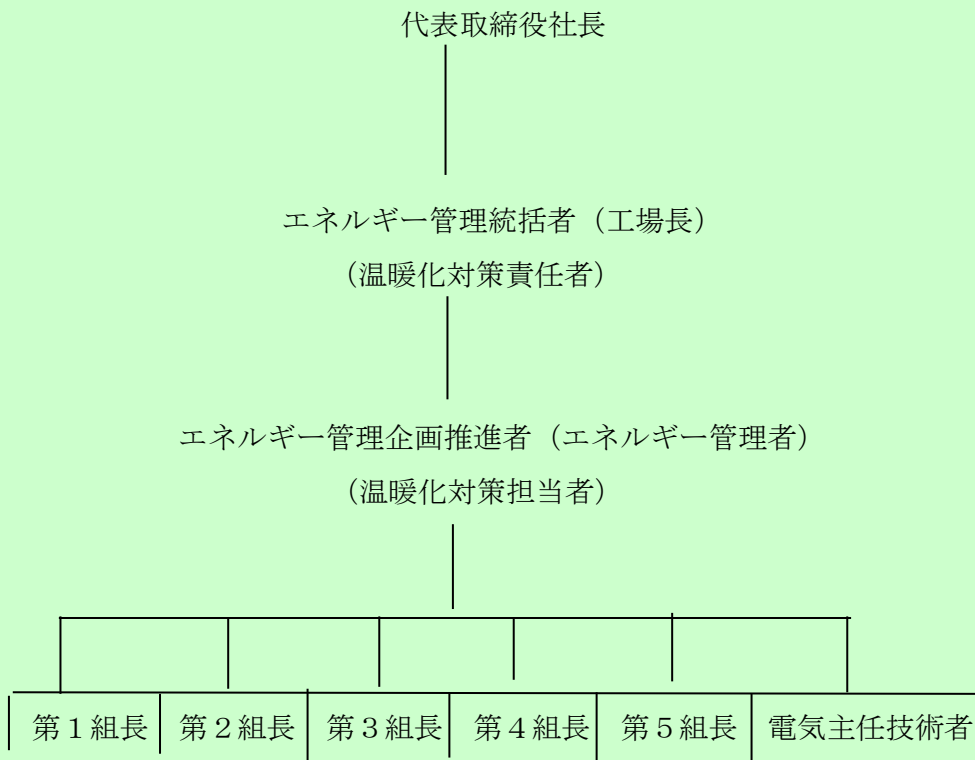 代表取締役社長
エネルギー管理統括者（工場長）
（温暖化対策責任者）
エネルギー管理企画推進者（エネルギー管理者）
（温暖化対策担当者）
第１組長 第２組長 第３組長 第４組長 第５組長 電気主任技術者